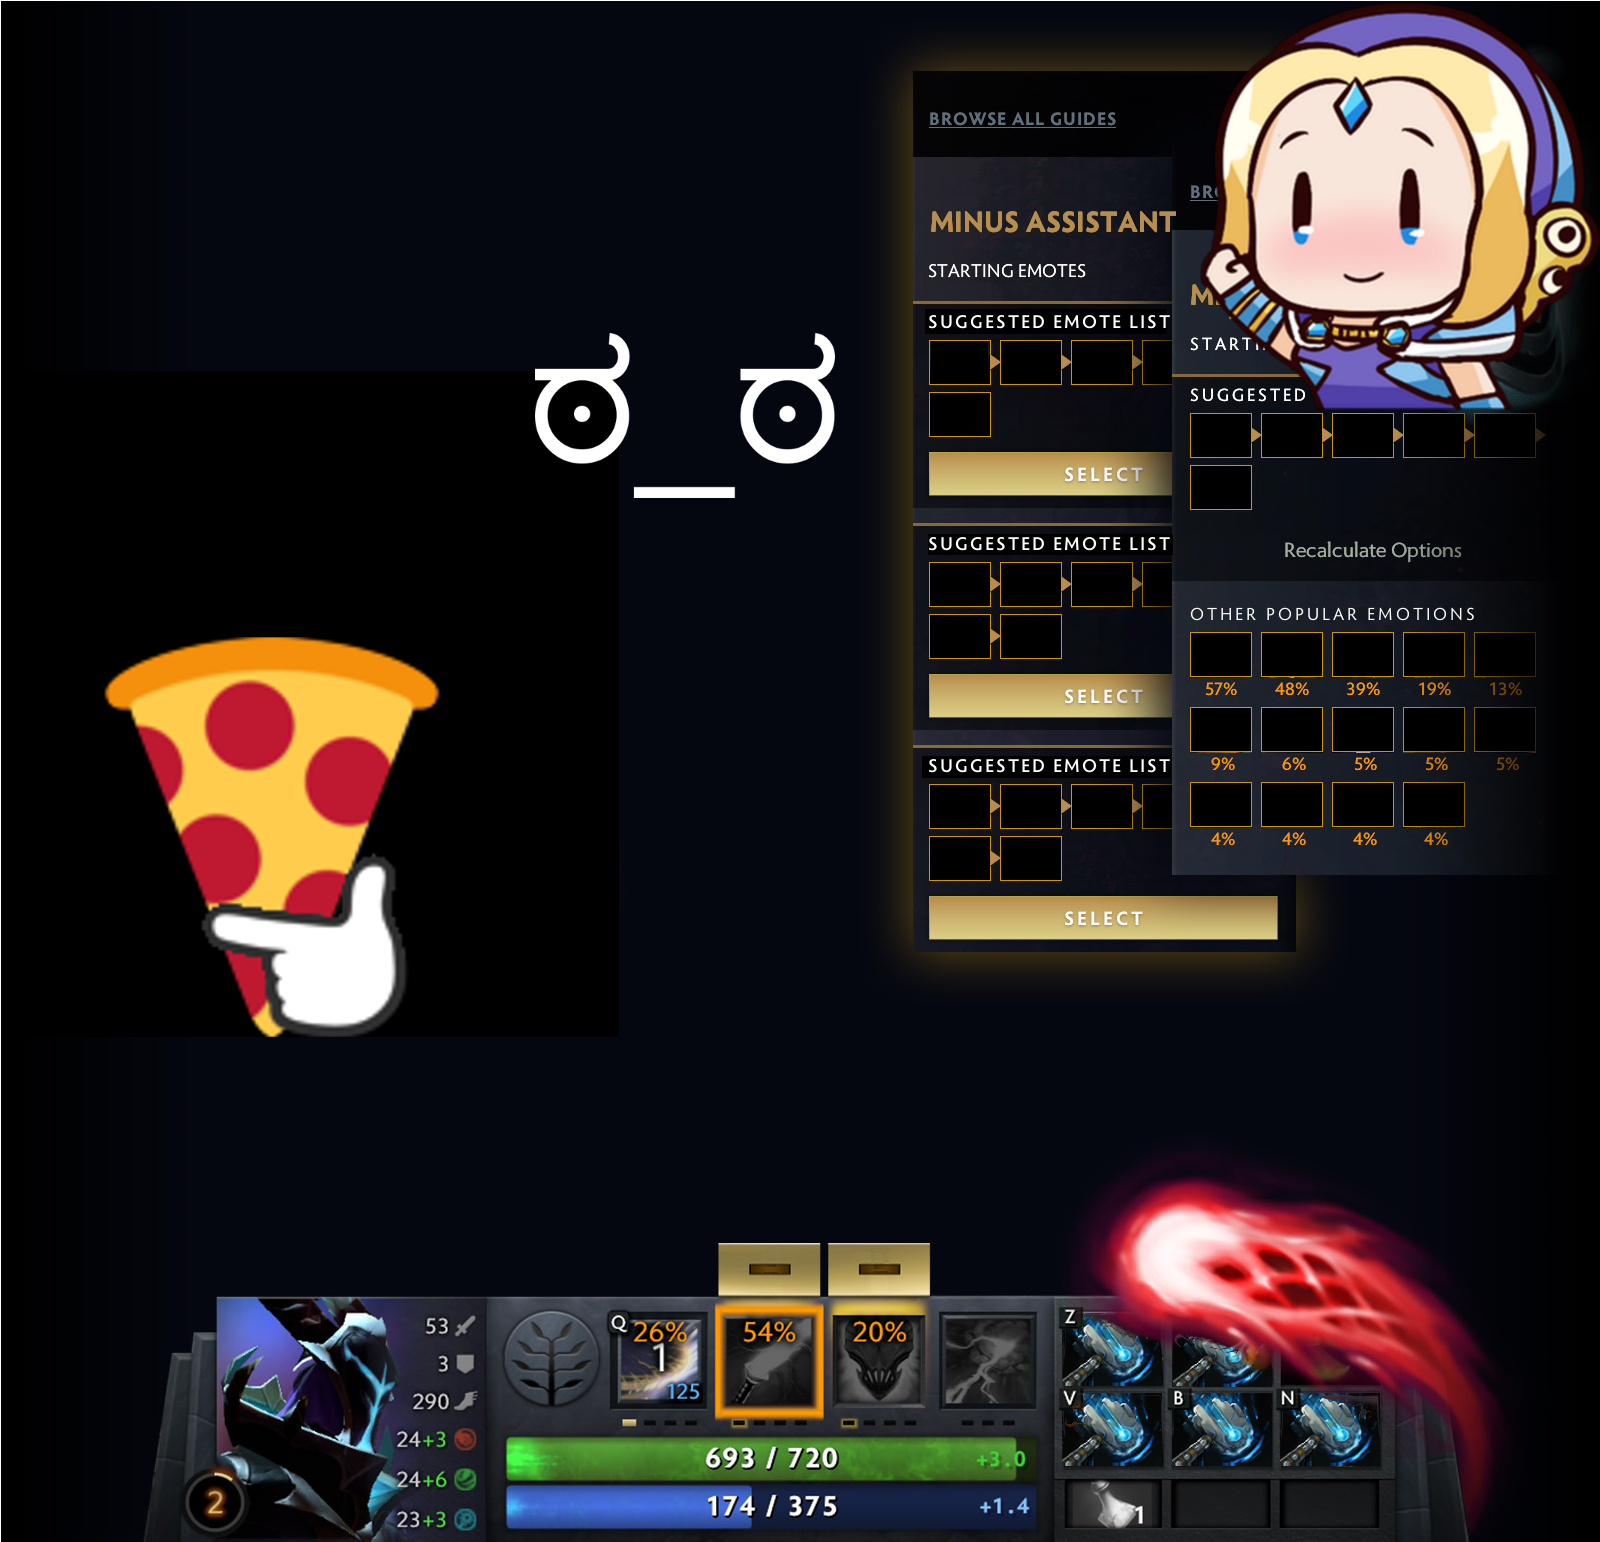 BROWSE ALL GUIDES
MINUS ASSISTANT
STARTING EMOTES
SUGGESTED EMOTE LIST
SELECT
SUGGESTED EMOTE LIST
SELECT
SUGGESTED EMOTE LIST
SELECT
SUGGESTED
Recalculate Options
OTHER POPULAR EMOTIONS
57% 48% 39% 19% 13%
9% 6% 5% 5% 5%
4% 4% 4% 4%
ಠ_ಠ
53
3
290
24+3
24+6
23+3
2
Q 26% 1 125
54%
20%
693 / 720 +3.0
174 / 375 +1.4
Z
V B N
1